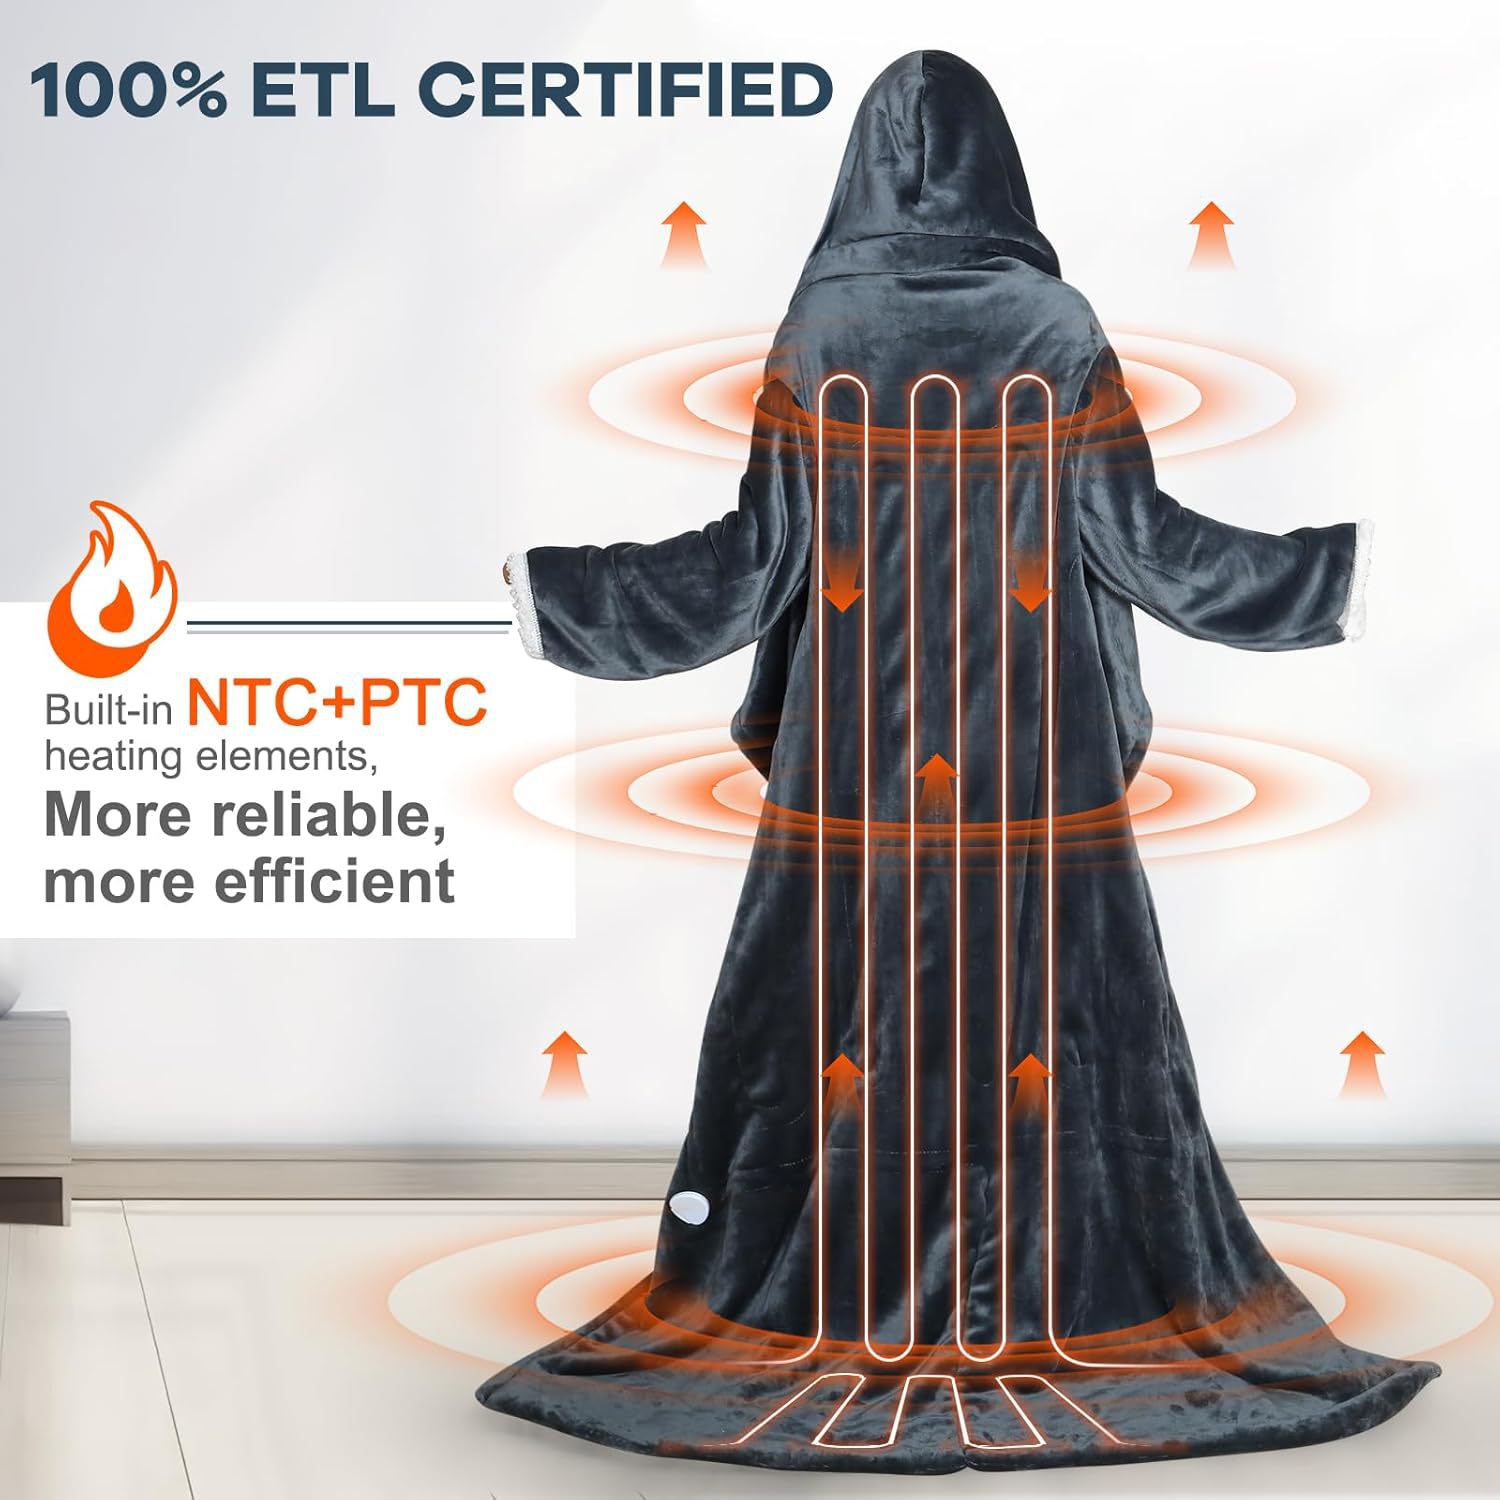 100% ETL CERTIFIED
Built-in NTC+PTC
heating elements,
More reliable,
more efficient